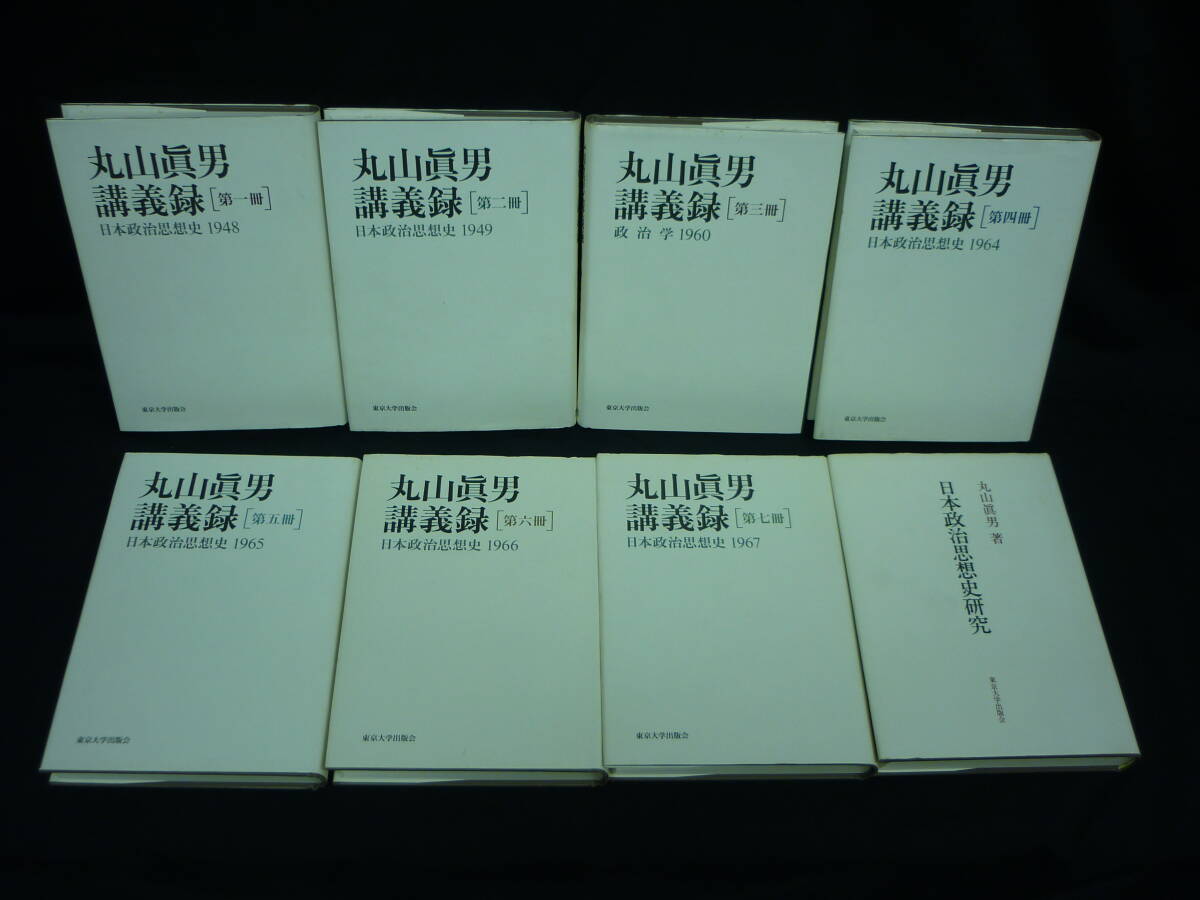 丸山眞男
講義録[第一冊]
日本政治思想史 1948
東京大学出版会
丸山眞男
講義録[第二冊]
日本政治思想史 1949
東京大学出版会
丸山眞男
講義録[第三冊]
政治学 1960
東京大学出版会
丸山眞男
講義録[第四冊]
日本政治思想史 1964
東京大学出版会
丸山眞男
講義録[第五冊]
日本政治思想史 1965
東京大学出版会
丸山眞男
講義録[第六冊]
日本政治思想史 1966
東京大学出版会
丸山眞男
講義録[第七冊]
日本政治思想史 1967
東京大学出版会
丸山眞男 著
日本政治思想史研究
東京大学出版会